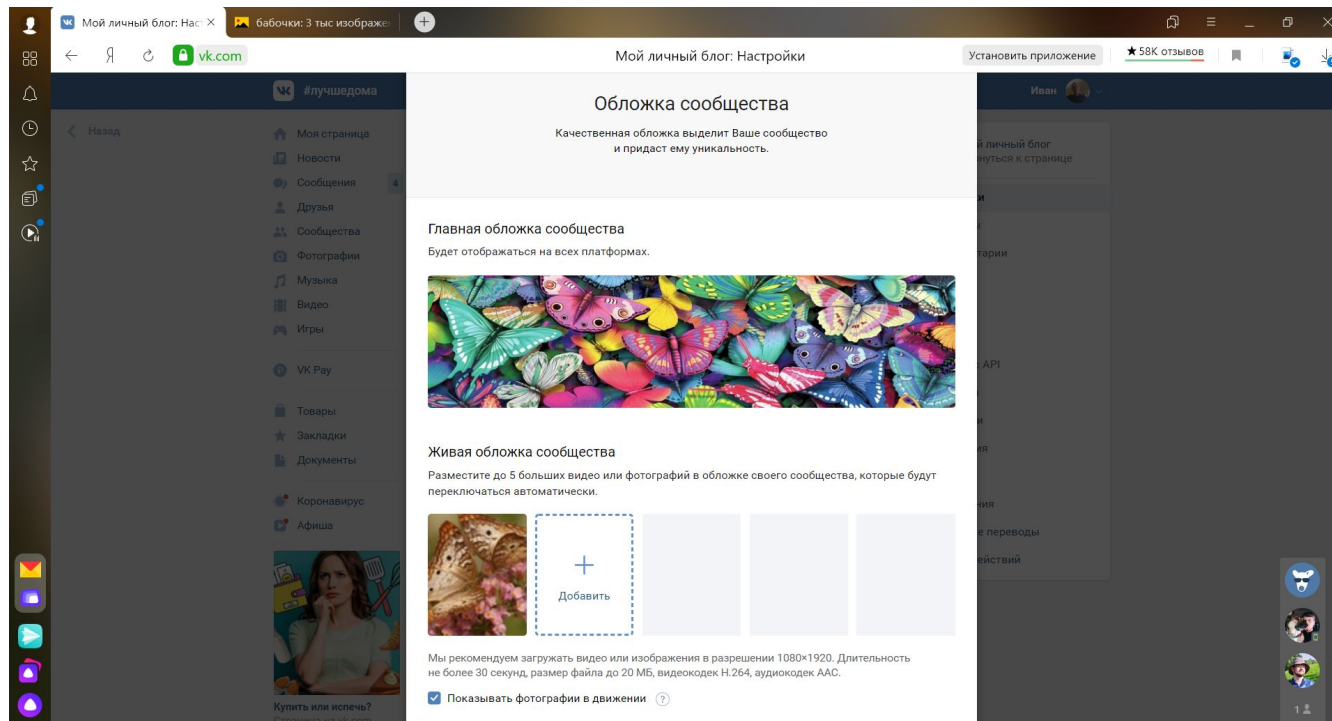 Мой личный блог: Нас
бабочки: 3 тыс изображе
vk.com
Мой личный блог: Настройки
Установить приложение
★ 58K отзывов
#лучшедома
Иван
Назад
Моя страница
Новости
Сообщения 4
Друзья
Сообщества
Фотографии
Музыка
Видео
Игры
VK Pay
Товары
Закладки
Документы
Коронавирус
Афиша
Купить или испечь?
Обложка сообщества
Качественная обложка выделит Ваше сообщество
и придаст ему уникальность.
Главная обложка сообщества
Будет отображаться на всех платформах.
Живая обложка сообщества
Разместите до 5 больших видео или фотографий в обложке своего сообщества, которые будут
переключаться автоматически.
Добавить
Мы рекомендуем загружать видео или изображения в разрешении 1080×1920. Длительность
не более 30 секунд, размер файла до 20 МБ, видеокодек H.264, аудиокодек AAC.
Показывать фотографии в движении ?
й личный блог
нуться к странице
и
тарии
API
и
ия
ния
е переводы
ействий
1